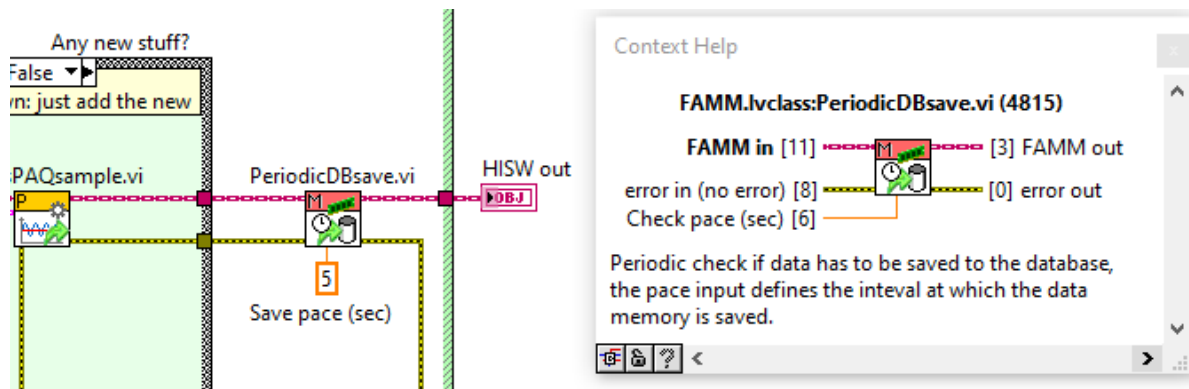 Any new stuff?
False
wn: just add the new
PAQsample.vi
PeriodicDBsave.vi
HISW out
P
M
OBJ
5
Save pace (sec)
Context Help
x
FAMM.lvclass:PeriodicDBsave.vi (4815)
FAMM in [11]
M
[3] FAMM out
error in (no error) [8]
[0] error out
Check pace (sec) [6]
Periodic check if data has to be saved to the database,
the pace input defines the inteval at which the data
memory is saved.
?